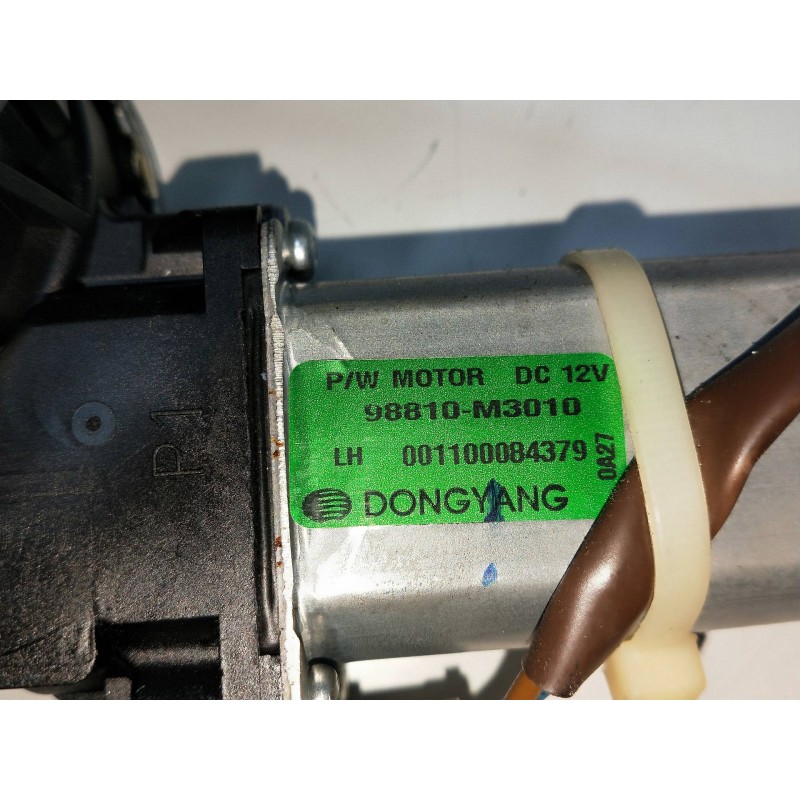 P/W MOTOR DC 12V
98810-M3010
LH 001100084379
0A27
DONGYANG
P1